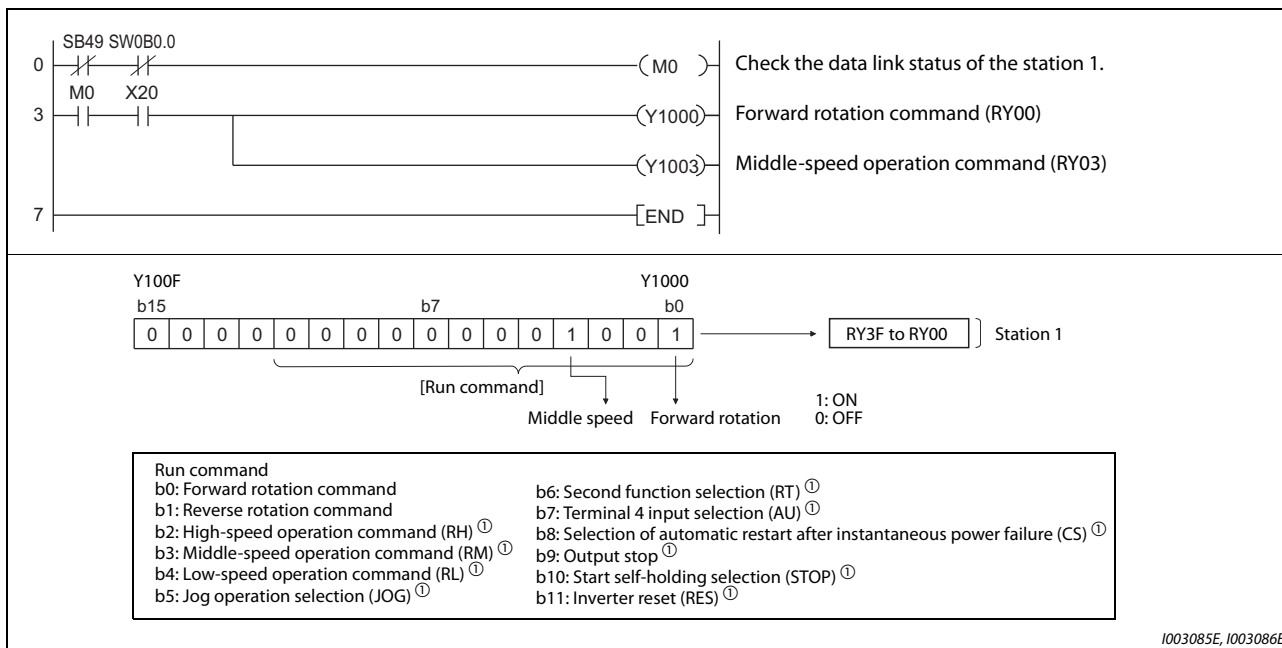 SB49 SW0B0.0
0 M0 Check the data link status of the station 1.
M0 X20
3 Y1000 Forward rotation command (RY00)
Y1003 Middle-speed operation command (RY03)
7 END
Y100F Y1000
b15 b7 b0
0 0 0 0 0 0 0 0 0 0 0 0 1 0 0 1 RY3F to RY00 Station 1
[Run command]
1: ON
Middle speed Forward rotation 0: OFF
Run command
b0: Forward rotation command
b1: Reverse rotation command
b2: High-speed operation command (RH) ①
b3: Middle-speed operation command (RM) ①
b4: Low-speed operation command (RL) ①
b5: Jog operation selection (JOG) ①
b6: Second function selection (RT) ①
b7: Terminal 4 input selection (AU) ①
b8: Selection of automatic restart after instantaneous power failure (CS) ①
b9: Output stop ①
b10: Start self-holding selection (STOP) ①
b11: Inverter reset (RES) ①
I003085E, I003086E